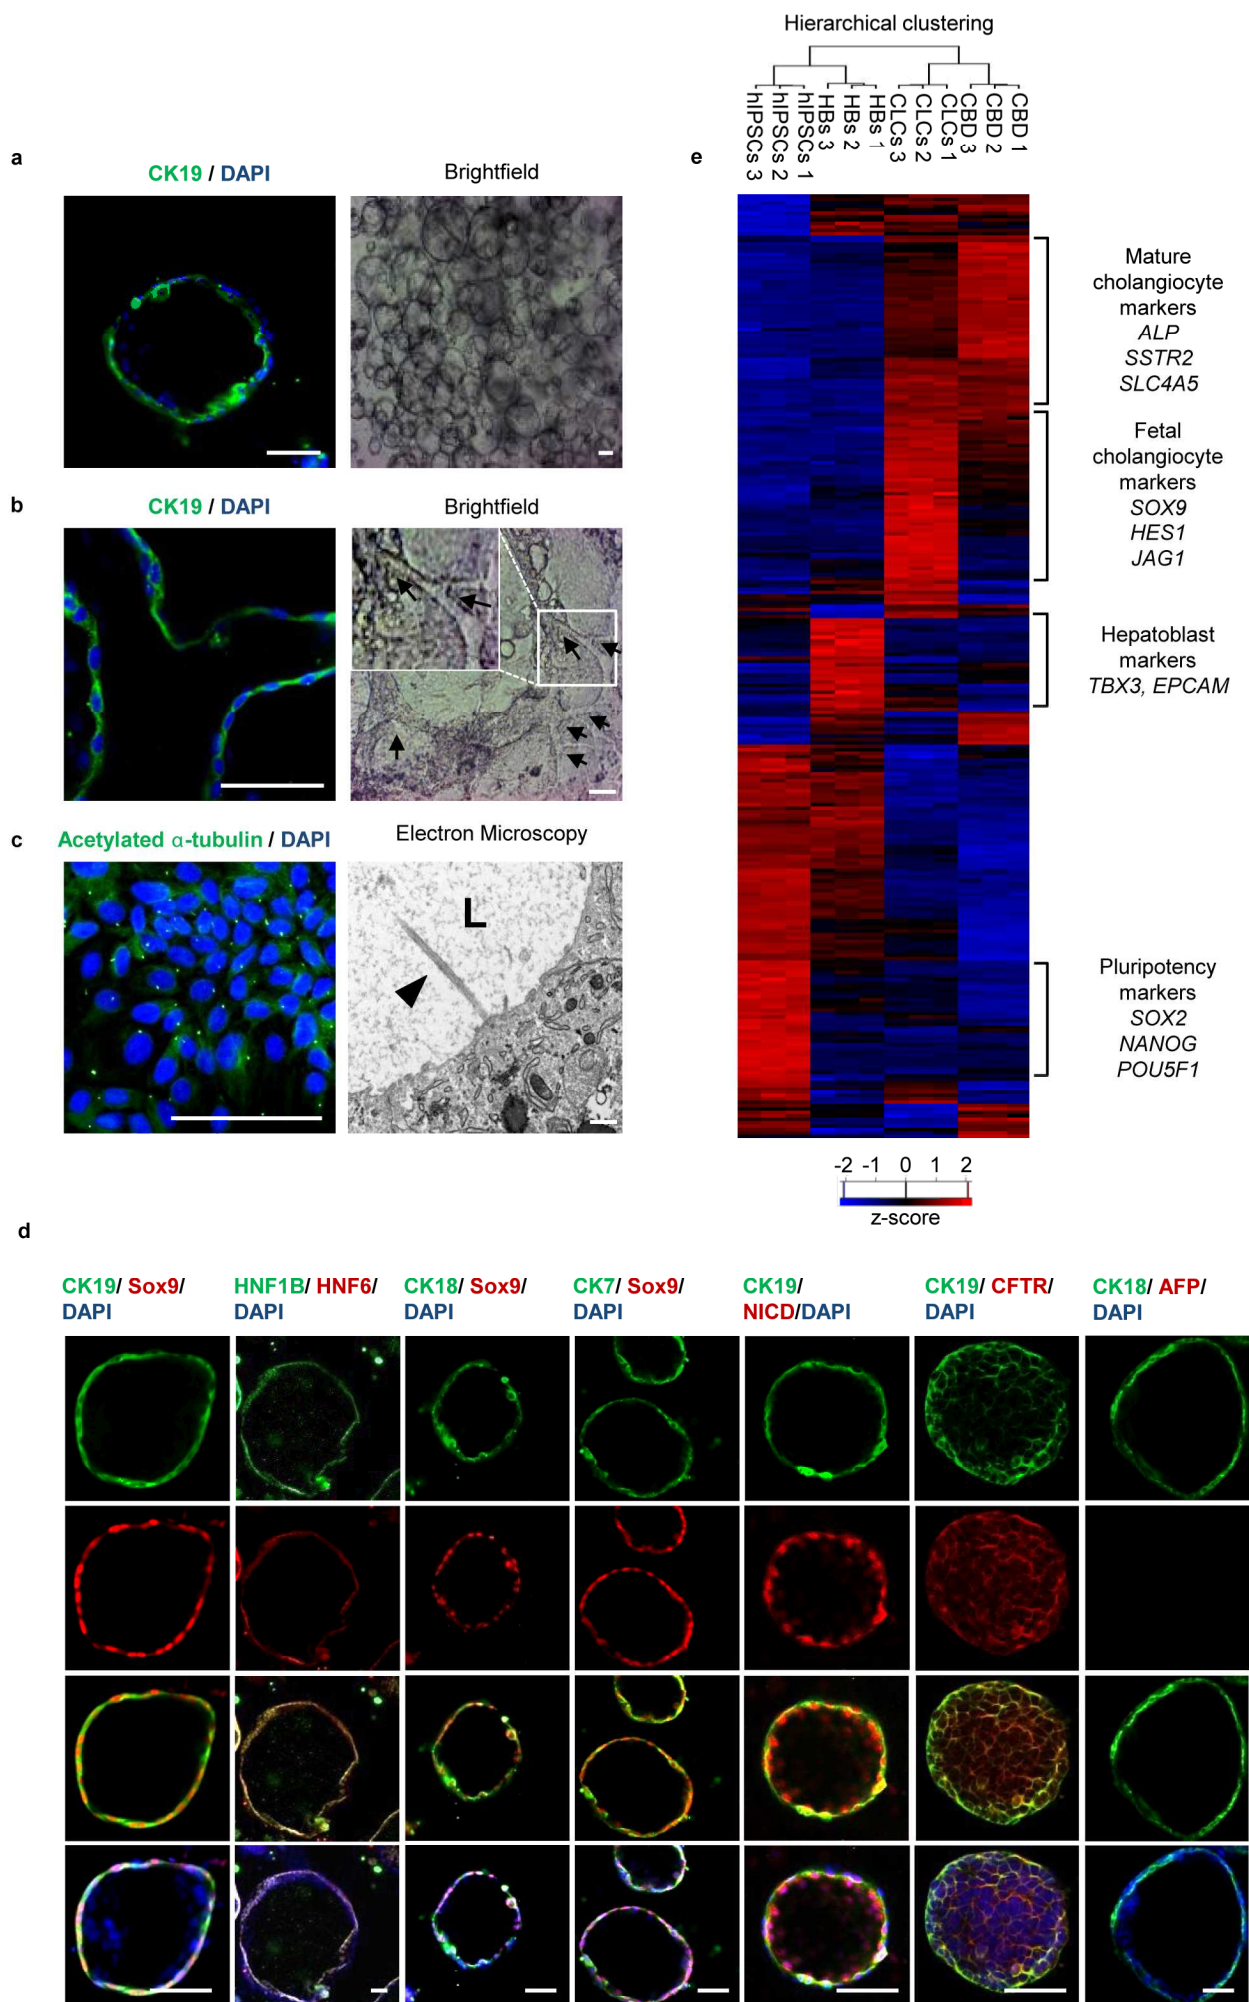 a
CK19 / DAPI
Brightfield
b
CK19 / DAPI
Brightfield
c
Acetylated α-tubulin / DAPI
Electron Microscopy
L
e
Hierarchical clustering
hIPSCs 3
hIPSCs 2
hIPSCs 1
HBs 3
HBs 2
HBs 1
CLCs 3
CLCs 2
CLCs 1
CBD 3
CBD 2
CBD 1
Mature
cholangiocyte
markers
ALP
SSTR2
SLC4A5
Fetal
cholangiocyte
markers
SOX9
HES1
JAG1
Hepatoblast
markers
TBX3, EPCAM
Pluripotency
markers
SOX2
NANOG
POU5F1
-2 -1 0 1 2
z-score
d
CK19/ Sox9/
DAPI
HNF1B/ HNF6/
DAPI
CK18/ Sox9/
DAPI
CK7/ Sox9/
DAPI
CK19/
NICD/DAPI
CK19/ CFTR/
DAPI
CK18/ AFP/
DAPI